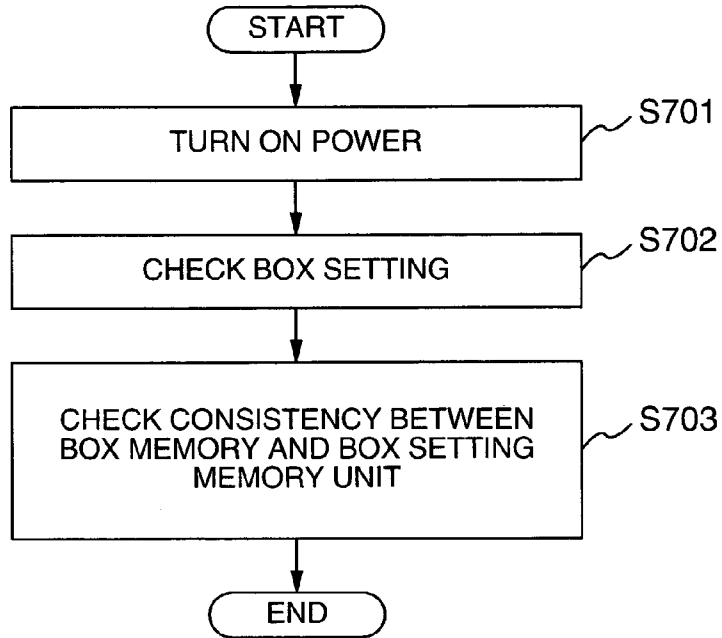 START
TURN ON POWER
S701
CHECK BOX SETTING
S702
CHECK CONSISTENCY BETWEEN
BOX MEMORY AND BOX SETTING
MEMORY UNIT
S703
END